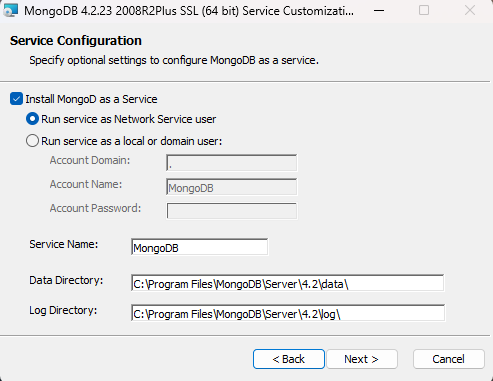 MongoDB 4.2.23 2008R2Plus SSL (64 bit) Service Customizati...
Service Configuration
Specify optional settings to configure MongoDB as a service.
Install MongoD as a Service
Run service as Network Service user
Run service as a local or domain user:
Account Domain: .
Account Name: MongoDB
Account Password:
Service Name: MongoDB
Data Directory: C:\Program Files\MongoDB\Server\4.2\data\
Log Directory: C:\Program Files\MongoDB\Server\4.2\log\
< Back Next > Cancel